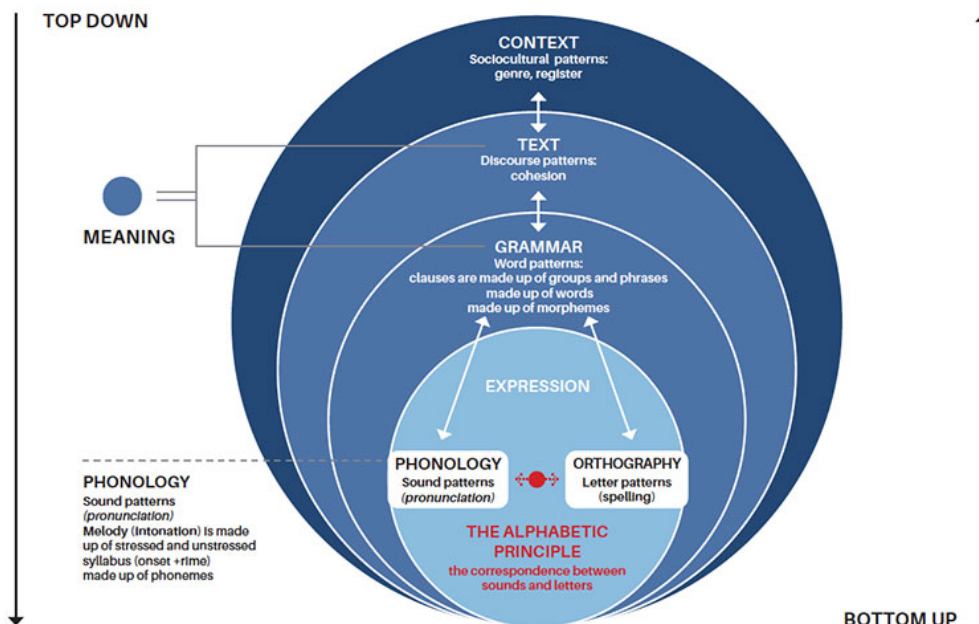 TOP DOWN
CONTEXT
Sociocultural patterns:
genre, register
TEXT
Discourse patterns:
cohesion
MEANING
GRAMMAR
Word patterns:
clauses are made up of groups and phrases
made up of words
made up of morphemes
EXPRESSION
PHONOLOGY
Sound patterns
(pronunciation)
ORTHOGRAPHY
Letter patterns
(spelling)
THE ALPHABETIC
PRINCIPLE
the correspondence between
sounds and letters
PHONOLOGY
Sound patterns
(pronunciation)
Melody (intonation) is made
up of stressed and unstressed
syllabus (onset +rime)
made up of phonemes
BOTTOM UP